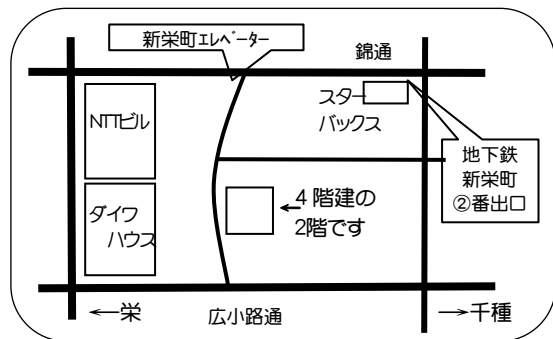 新栄町エレベーター
錦通
スター
バックス
NTTビル
地下鉄
新栄町
②番出口
ダイワ
ハウス
←4階建の
2階です
←栄
広小路通
→千種